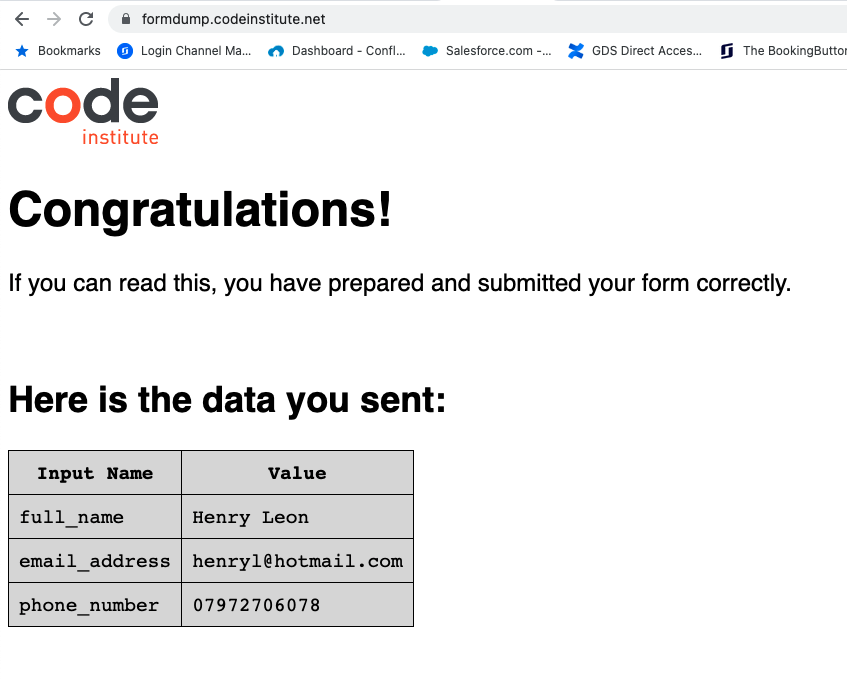 formdump.codeinstitute.net
Bookmarks Login Channel Ma... Dashboard - Confl... Salesforce.com -... GDS Direct Acces... The BookingButto
code
institute
Congratulations!
If you can read this, you have prepared and submitted your form correctly.
Here is the data you sent:
Input Name Value
full_name Henry Leon
email_address henryl@hotmail.com
phone_number 07972706078